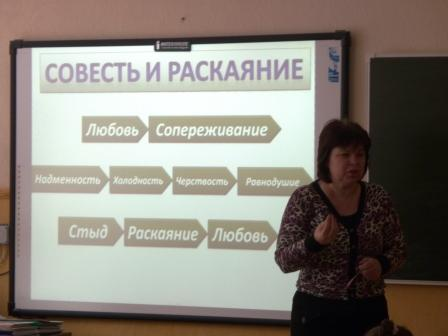 СОВЕСТЬ И РАСКАЯНИЕ
Любовь Сопереживание
Надменность Холодность Черствость Равнодушие
Стыд Раскаяние Любовь